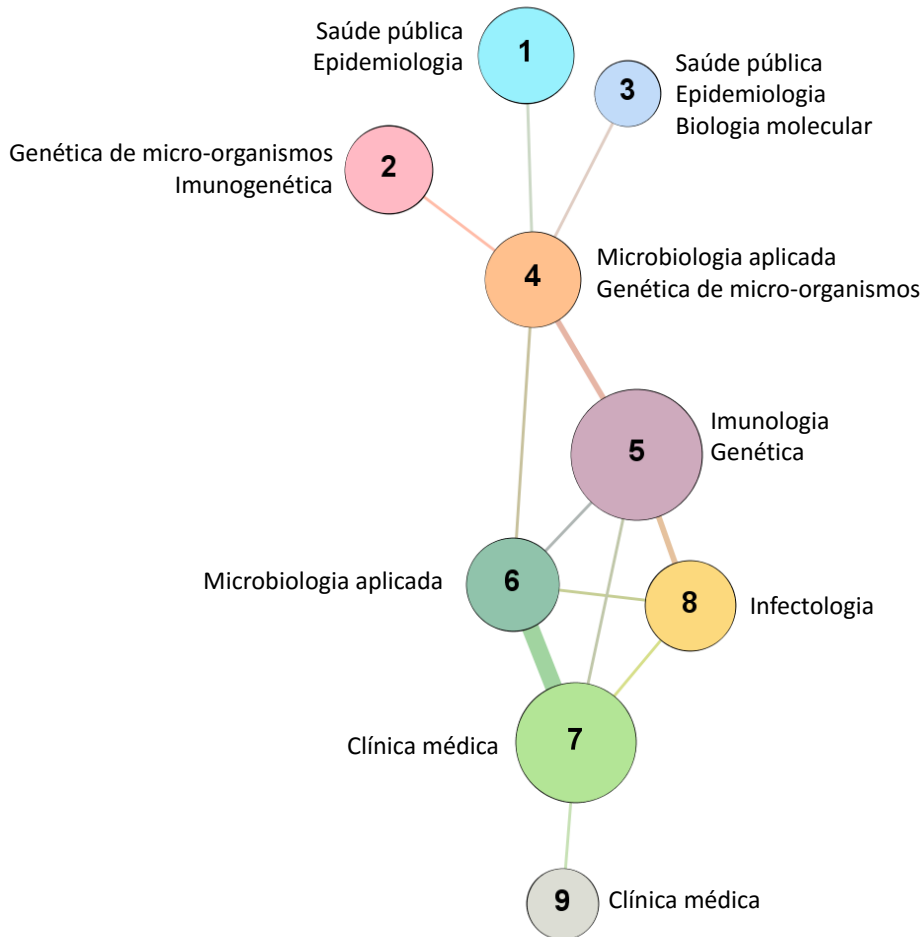 Saúde pública
Epidemiologia
1
3
Saúde pública
Epidemiologia
Biologia molecular
Genética de micro-organismos
Imunogenética
2
4
Microbiologia aplicada
Genética de micro-organismos
5
Imunologia
Genética
Microbiologia aplicada
6
8
Infectologia
Clínica médica
7
9
Clínica médica